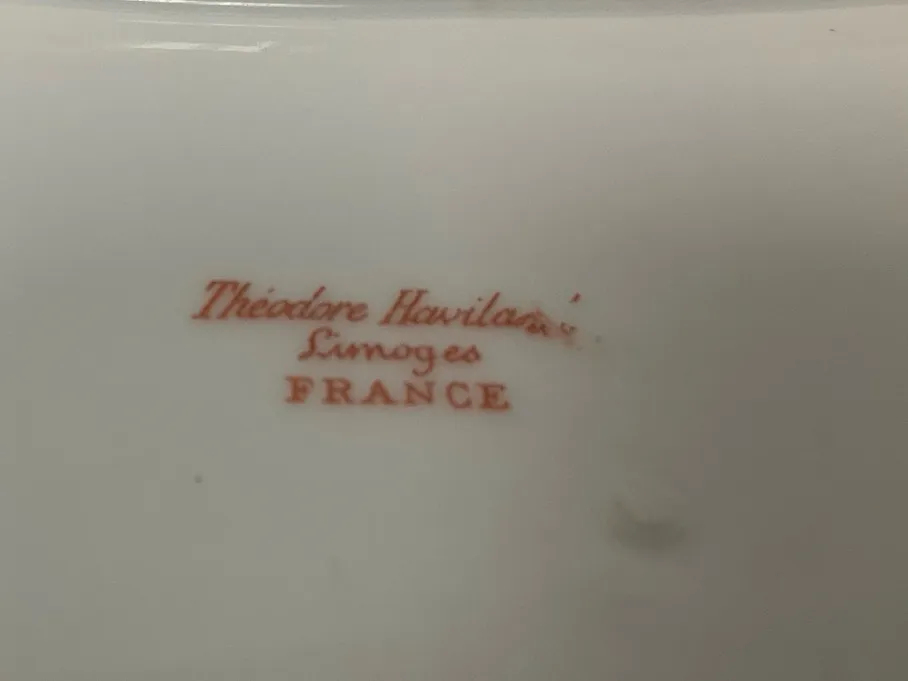 Théodore Haviland
Limoges
FRANCE